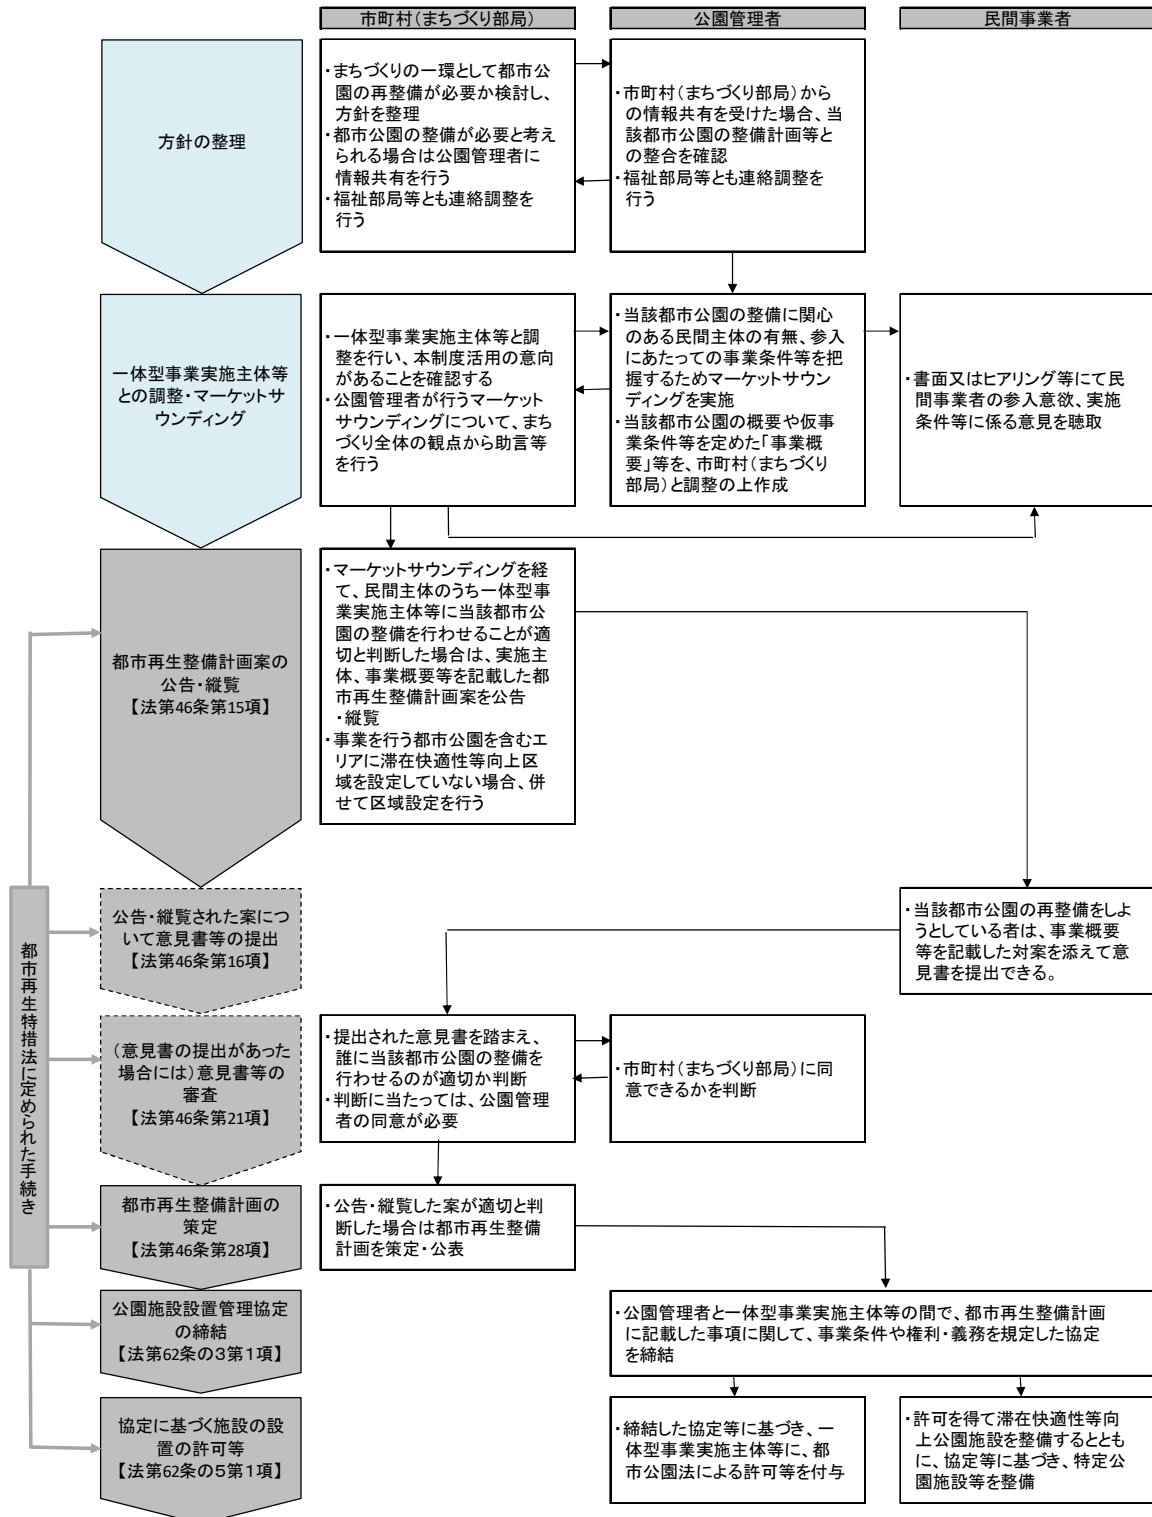 市町村（まちづくり部局）
公園管理者
民間事業者
方針の整理
・まちづくりの一環として都市公
園の再整備が必要か検討し、
方針を整理
・都市公園の整備が必要と考え
られる場合は公園管理者に
情報共有を行う
・福祉部局等とも連絡調整を
行う
・市町村（まちづくり部局）から
の情報共有を受けた場合、当
該都市公園の整備計画等と
の整合を確認
・福祉部局等とも連絡調整を
行う
一体型事業実施主体等
との調整・マーケットサ
ウンディング
・一体型事業実施主体等と調
整を行い、本制度活用の意向
があることを確認する
・公園管理者が行うマーケット
サウンディングについて、まち
づくり全体の観点から助言等
を行う
・当該都市公園の整備に関心
のある民間主体の有無、参入
にあたっての事業条件等を把
握するためマーケットサウン
ディングを実施
・当該都市公園の概要や仮事
業条件等を定めた「事業概
要」等を、市町村（まちづくり
部局）と調整の上作成
・書面又はヒアリング等にて民
間事業者の参入意欲、実施
条件等に係る意見を聴取
都市再生整備計画案の
公告・縦覧
【法第46条第15項】
・マーケットサウンディングを経
て、民間主体のうち一体型事
業実施主体等に当該都市公
園の整備を行わせることが適
切と判断した場合は、実施主
体、事業概要等を記載した都
市再生整備計画案を公告
・縦覧
・事業を行う都市公園を含むエ
リアに滞在快適性等向上区
域を設定していない場合、併
せて区域設定を行う
都市再生特措法に定められた手続き
公告・縦覧された案につ
いて意見書等の提出
【法第46条第16項】
・当該都市公園の再整備をしよ
うとしている者は、事業概要
等を記載した対案を添えて意
見書を提出できる。
（意見書の提出があった
場合には）意見書等の
審査
【法第46条第21項】
・提出された意見書を踏まえ、
誰に当該都市公園の整備を
行わせるのが適切か判断
・判断に当たっては、公園管理
者の同意が必要
・市町村（まちづくり部局）に同
意できるかを判断
都市再生整備計画の
策定
【法第46条第28項】
・公告・縦覧した案が適切と判
断した場合は都市再生整備
計画を策定・公表
公園施設設置管理協定
の締結
【法第62条の３第１項】
・公園管理者と一体型事業実施主体等の間で、都市再生整備計画
に記載した事項に関して、事業条件や権利・義務を規定した協定
を締結
協定に基づく施設の設
置の許可等
【法第62条の５第１項】
・締結した協定等に基づき、一
体型事業実施主体等に、都
市公園法による許可等を付与
・許可を得て滞在快適性等向
上公園施設を整備するととも
に、協定等に基づき、特定公
園施設等を整備